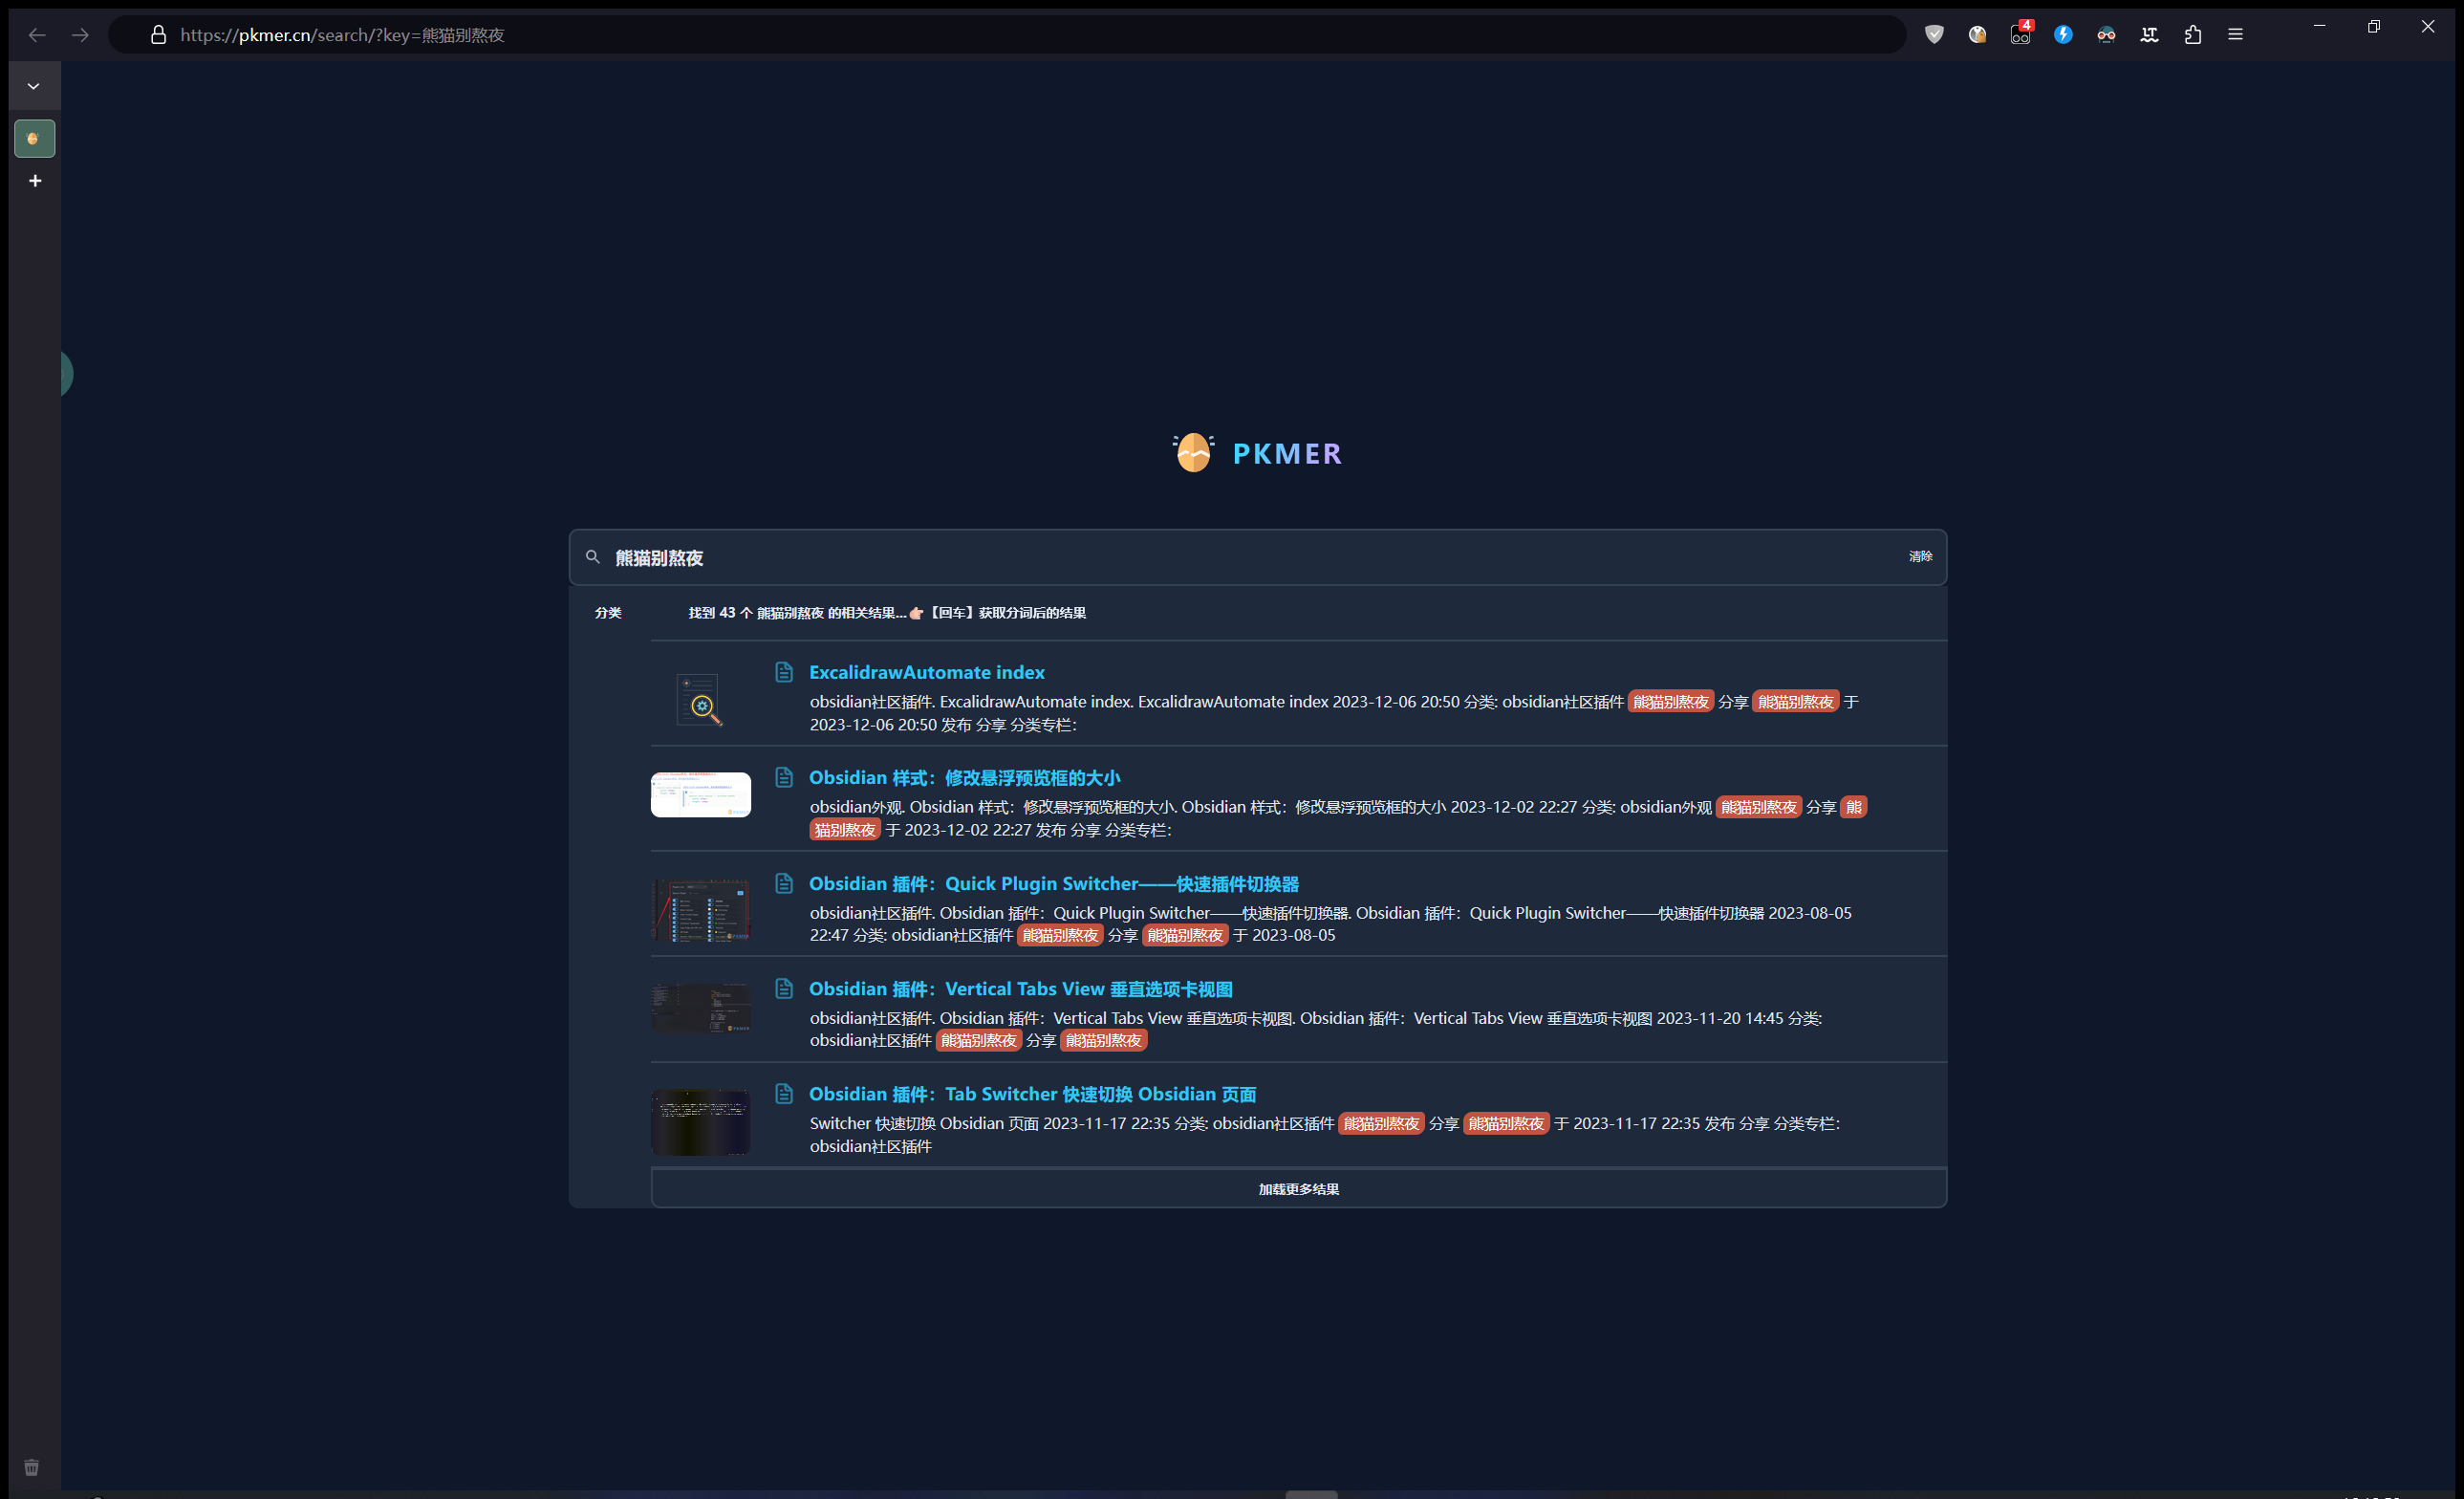 https://pkmer.cn/search/?key=熊猫别熬夜
4
PKMER
熊猫别熬夜
清除
分类
找到 43 个 熊猫别熬夜 的相关结果...👉🏻【回车】获取分词后的结果
ExcalidrawAutomate index
obsidian社区插件. ExcalidrawAutomate index. ExcalidrawAutomate index 2023-12-06 20:50 分类: obsidian社区插件 熊猫别熬夜 分享 熊猫别熬夜 于
2023-12-06 20:50 发布 分享 分类专栏：
Obsidian 样式：修改悬浮预览框的大小
obsidian外观. Obsidian 样式：修改悬浮预览框的大小. Obsidian 样式：修改悬浮预览框的大小 2023-12-02 22:27 分类: obsidian外观 熊猫别熬夜 分享 熊
猫别熬夜 于 2023-12-02 22:27 发布 分享 分类专栏：
Obsidian 插件：Quick Plugin Switcher——快速插件切换器
obsidian社区插件. Obsidian 插件：Quick Plugin Switcher——快速插件切换器. Obsidian 插件：Quick Plugin Switcher——快速插件切换器 2023-08-05
22:47 分类: obsidian社区插件 熊猫别熬夜 分享 熊猫别熬夜 于 2023-08-05
Obsidian 插件：Vertical Tabs View 垂直选项卡视图
obsidian社区插件. Obsidian 插件：Vertical Tabs View 垂直选项卡视图. Obsidian 插件：Vertical Tabs View 垂直选项卡视图 2023-11-20 14:45 分类:
obsidian社区插件 熊猫别熬夜 分享 熊猫别熬夜
Obsidian 插件：Tab Switcher 快速切换 Obsidian 页面
Switcher 快速切换 Obsidian 页面 2023-11-17 22:35 分类: obsidian社区插件 熊猫别熬夜 分享 熊猫别熬夜 于 2023-11-17 22:35 发布 分享 分类专栏：
obsidian社区插件
加载更多结果